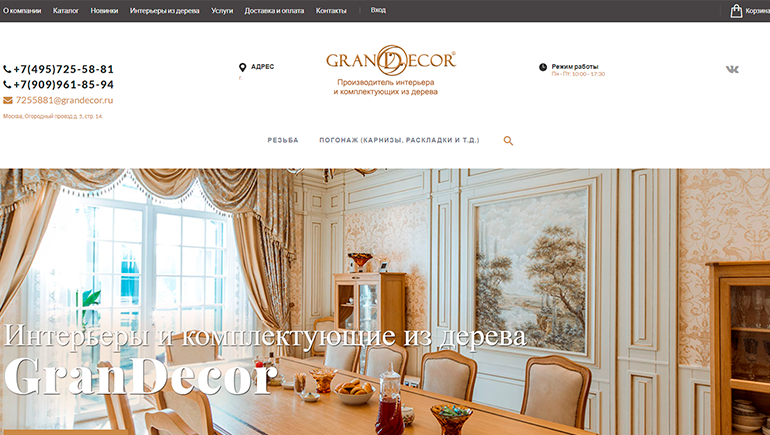 О компании Каталог Новинки Интерьеры из дерева Услуги Доставка и оплата Контакты Вход Корзина
+7(495)725-58-81
+7(909)961-85-94
7255881@grandecor.ru
Москва, Огородный проезд д. 5, стр. 14.
АДРЕС
г.
GRANDECOR®
Производитель интерьера
и комплектующих из дерева
Режим работы
Пн - Пт: 10:00 - 17:30
РЕЗЬБА ПОГОНАЖ (КАРНИЗЫ, РАСКЛАДКИ И Т.Д.)
Интерьеры и комплектующие из дерева
GranDecor